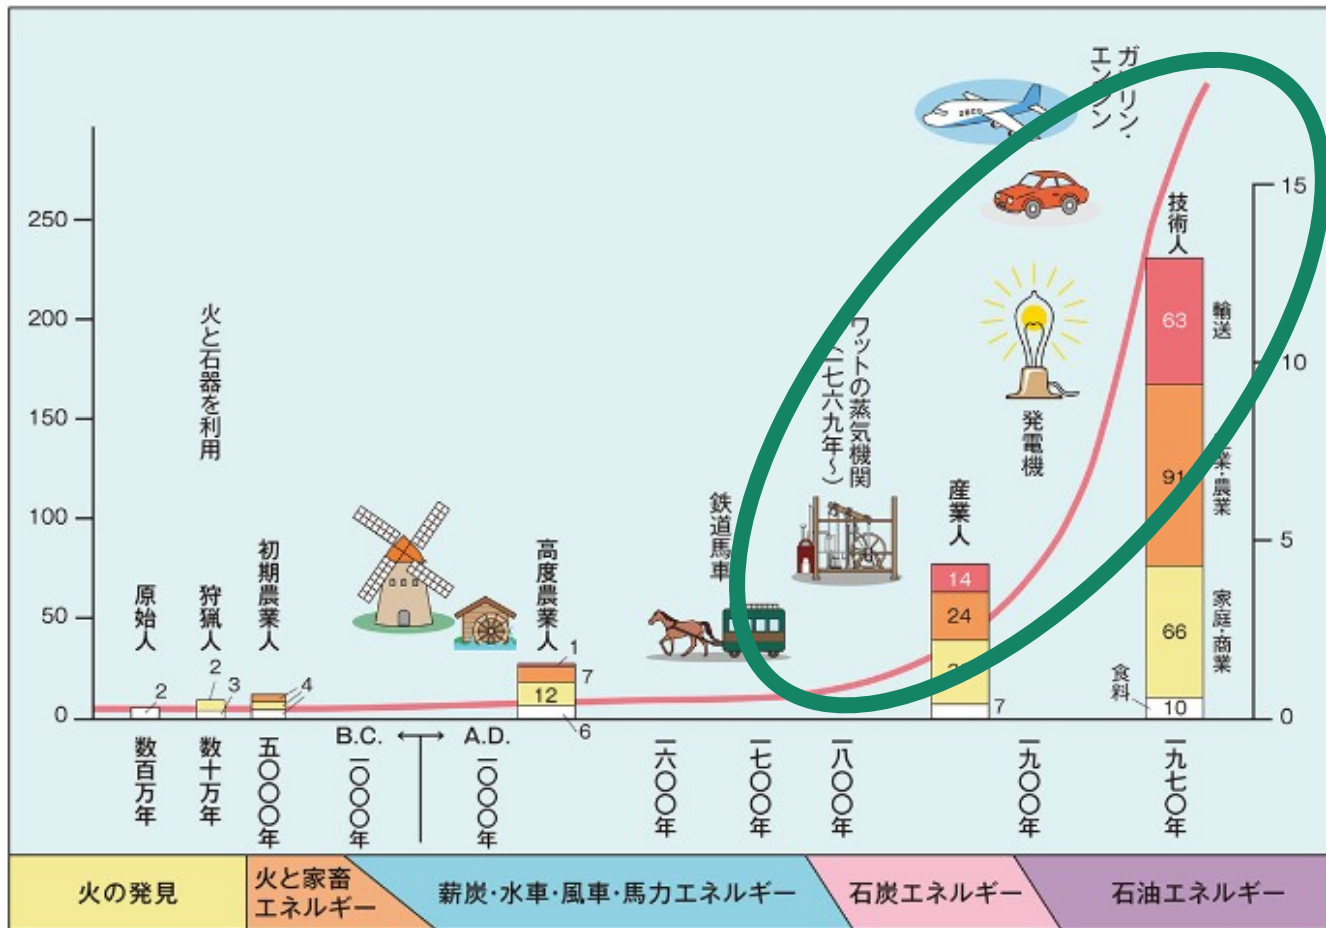 ガソリン・
エンジン
15
250
技術人
200
火と石器を利用
ワットの蒸気機関
(一七六九年〜)
63
輸送
10
150
発電機
91
業・農業
100
鉄道馬車
産業人
5
14
50
原始人
狩猟人
初期農業人
高度農業人
24
66
家庭・商業
2
2
3
4
1
7
12
6
7
食料
10
0
0
B.C.
A.D.
数百万年
数十万年
五〇〇〇年
一〇〇〇年
一〇〇〇年
一六〇〇年
一七〇〇年
一八〇〇年
一九〇〇年
一九七〇年
火の発見
火と家畜
エネルギー
薪炭・水車・風車・馬力エネルギー
石炭エネルギー
石油エネルギー